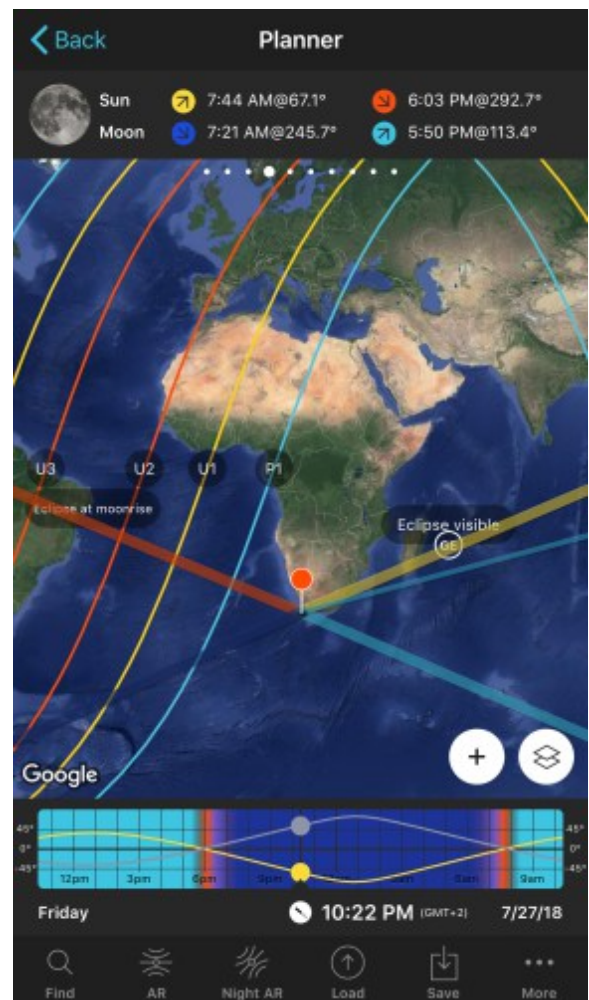 Back
Planner
Sun 7:44 AM@67.1° 6:03 PM@292.7°
Moon 7:21 AM@245.7° 5:50 PM@113.4°
U3 U2 U1 P1
Eclipse at moonrise
Eclipse visible
GE
+
Google
45° 45°
0° 0°
-45° -45°
12pm 3pm 6pm 9pm 9am
Friday 10:22 PM (GMT+2) 7/27/18
Find AR Night AR Load Save More